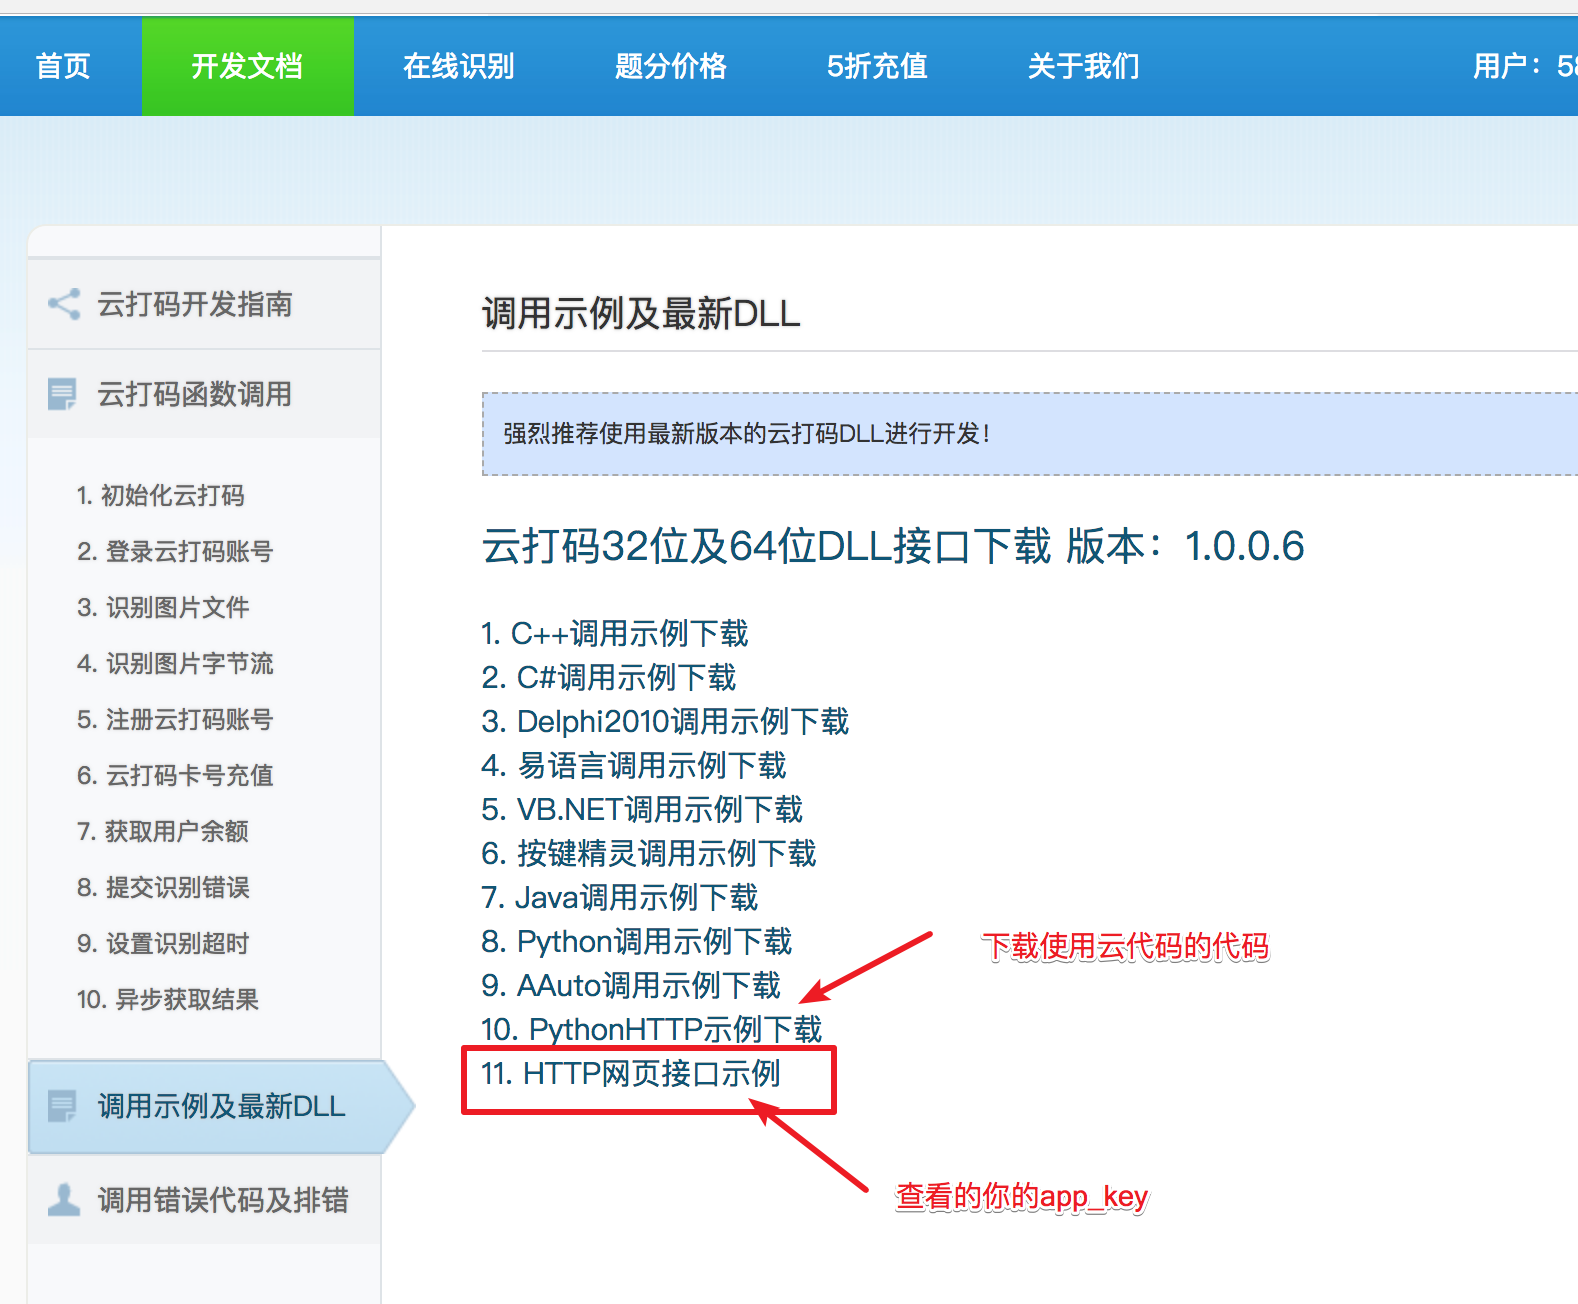 首页 开发文档 在线识别 题分价格 5折充值 关于我们 用户：58
云打码开发指南
云打码函数调用
1. 初始化云打码
2. 登录云打码账号
3. 识别图片文件
4. 识别图片字节流
5. 注册云打码账号
6. 云打码卡号充值
7. 获取用户余额
8. 提交识别错误
9. 设置识别超时
10. 异步获取结果
调用示例及最新DLL
调用错误代码及排错
调用示例及最新DLL
强烈推荐使用最新版本的云打码DLL进行开发！
云打码32位及64位DLL接口下载 版本：1.0.0.6
1. C++调用示例下载
2. C#调用示例下载
3. Delphi2010调用示例下载
4. 易语言调用示例下载
5. VB.NET调用示例下载
6. 按键精灵调用示例下载
7. Java调用示例下载
8. Python调用示例下载
9. AAuto调用示例下载
10. PythonHTTP示例下载
11. HTTP网页接口示例
下载使用云代码的代码
查看的你的app_key